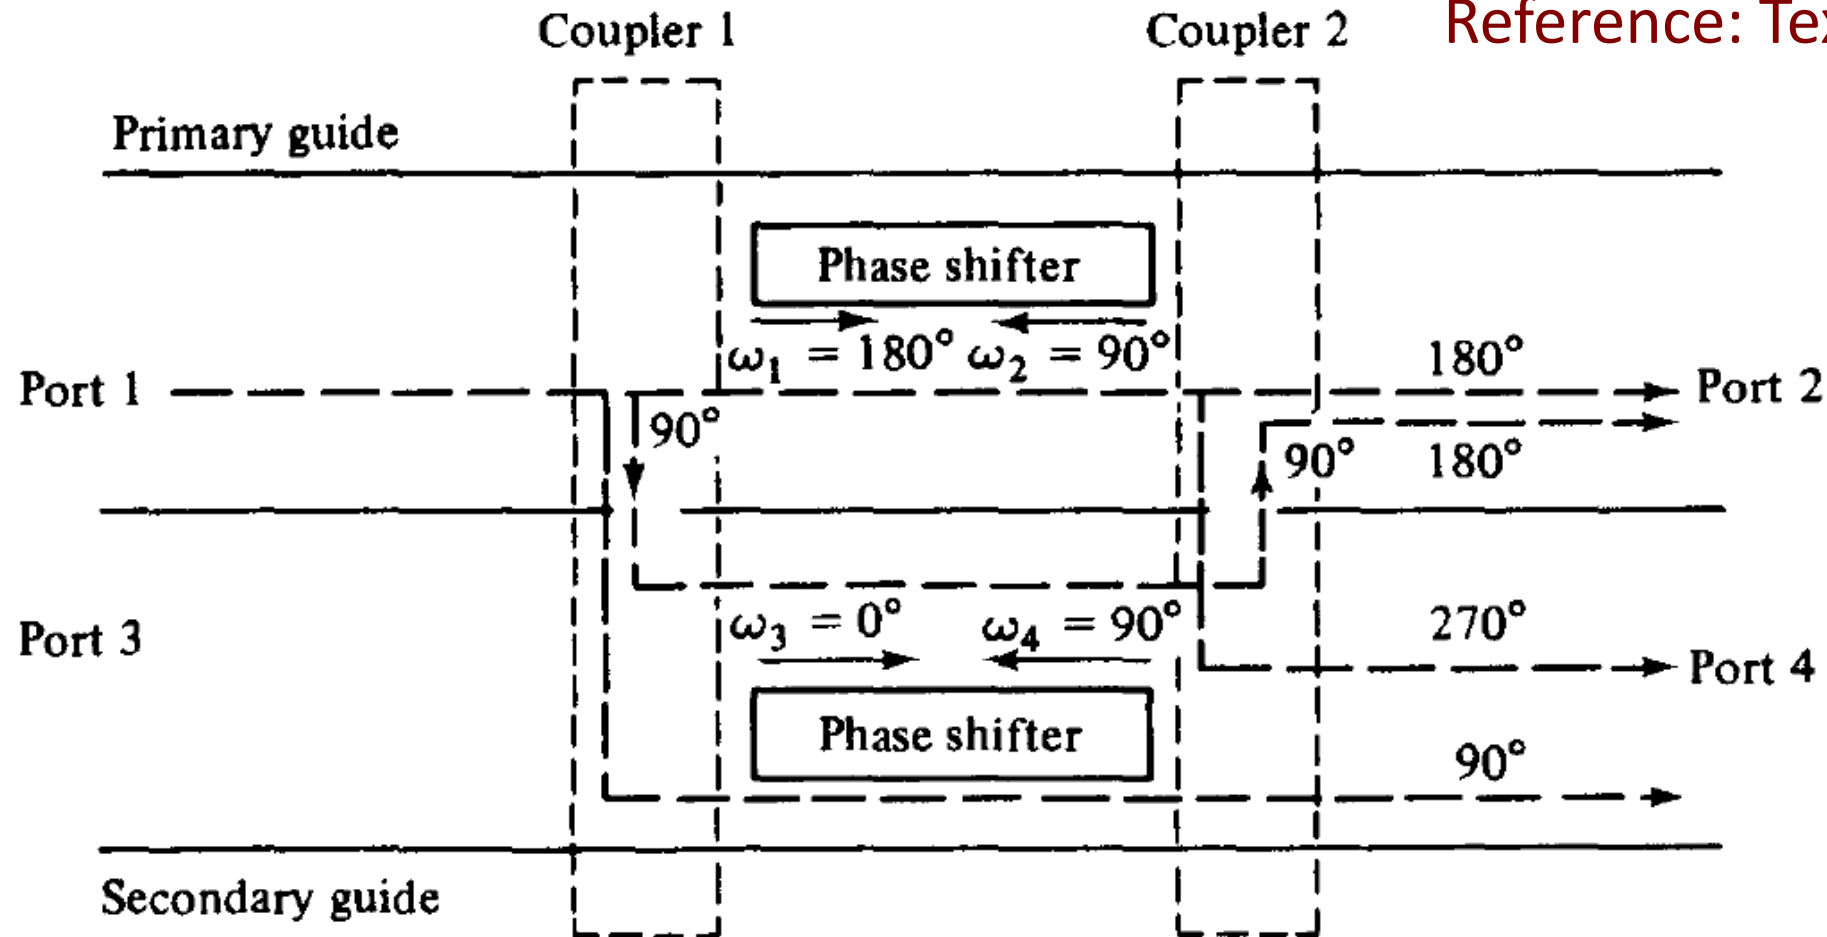 Coupler 1
Coupler 2
Reference:
Primary guide
Phase shifter
ω₁ = 180° ω₂ = 90°
180°
Port 1
Port 2
90°
90°
180°
ω₃ = 0°
ω₄ = 90°
270°
Port 3
Port 4
Phase shifter
90°
Secondary guide